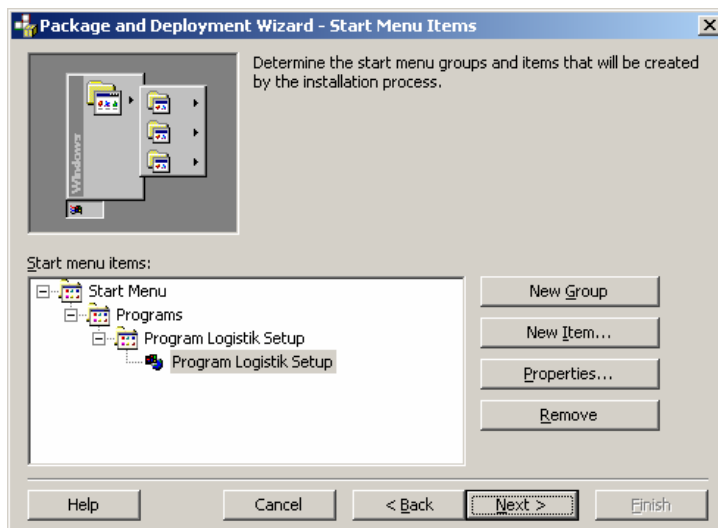 Package and Deployment Wizard - Start Menu Items
Determine the start menu groups and items that will be created
by the installation process.
Windows
Start menu items:
Start Menu
Programs
Program Logistik Setup
Program Logistik Setup
New Group
New Item...
Properties...
Remove
Help
Cancel
< Back
Next >
Finish